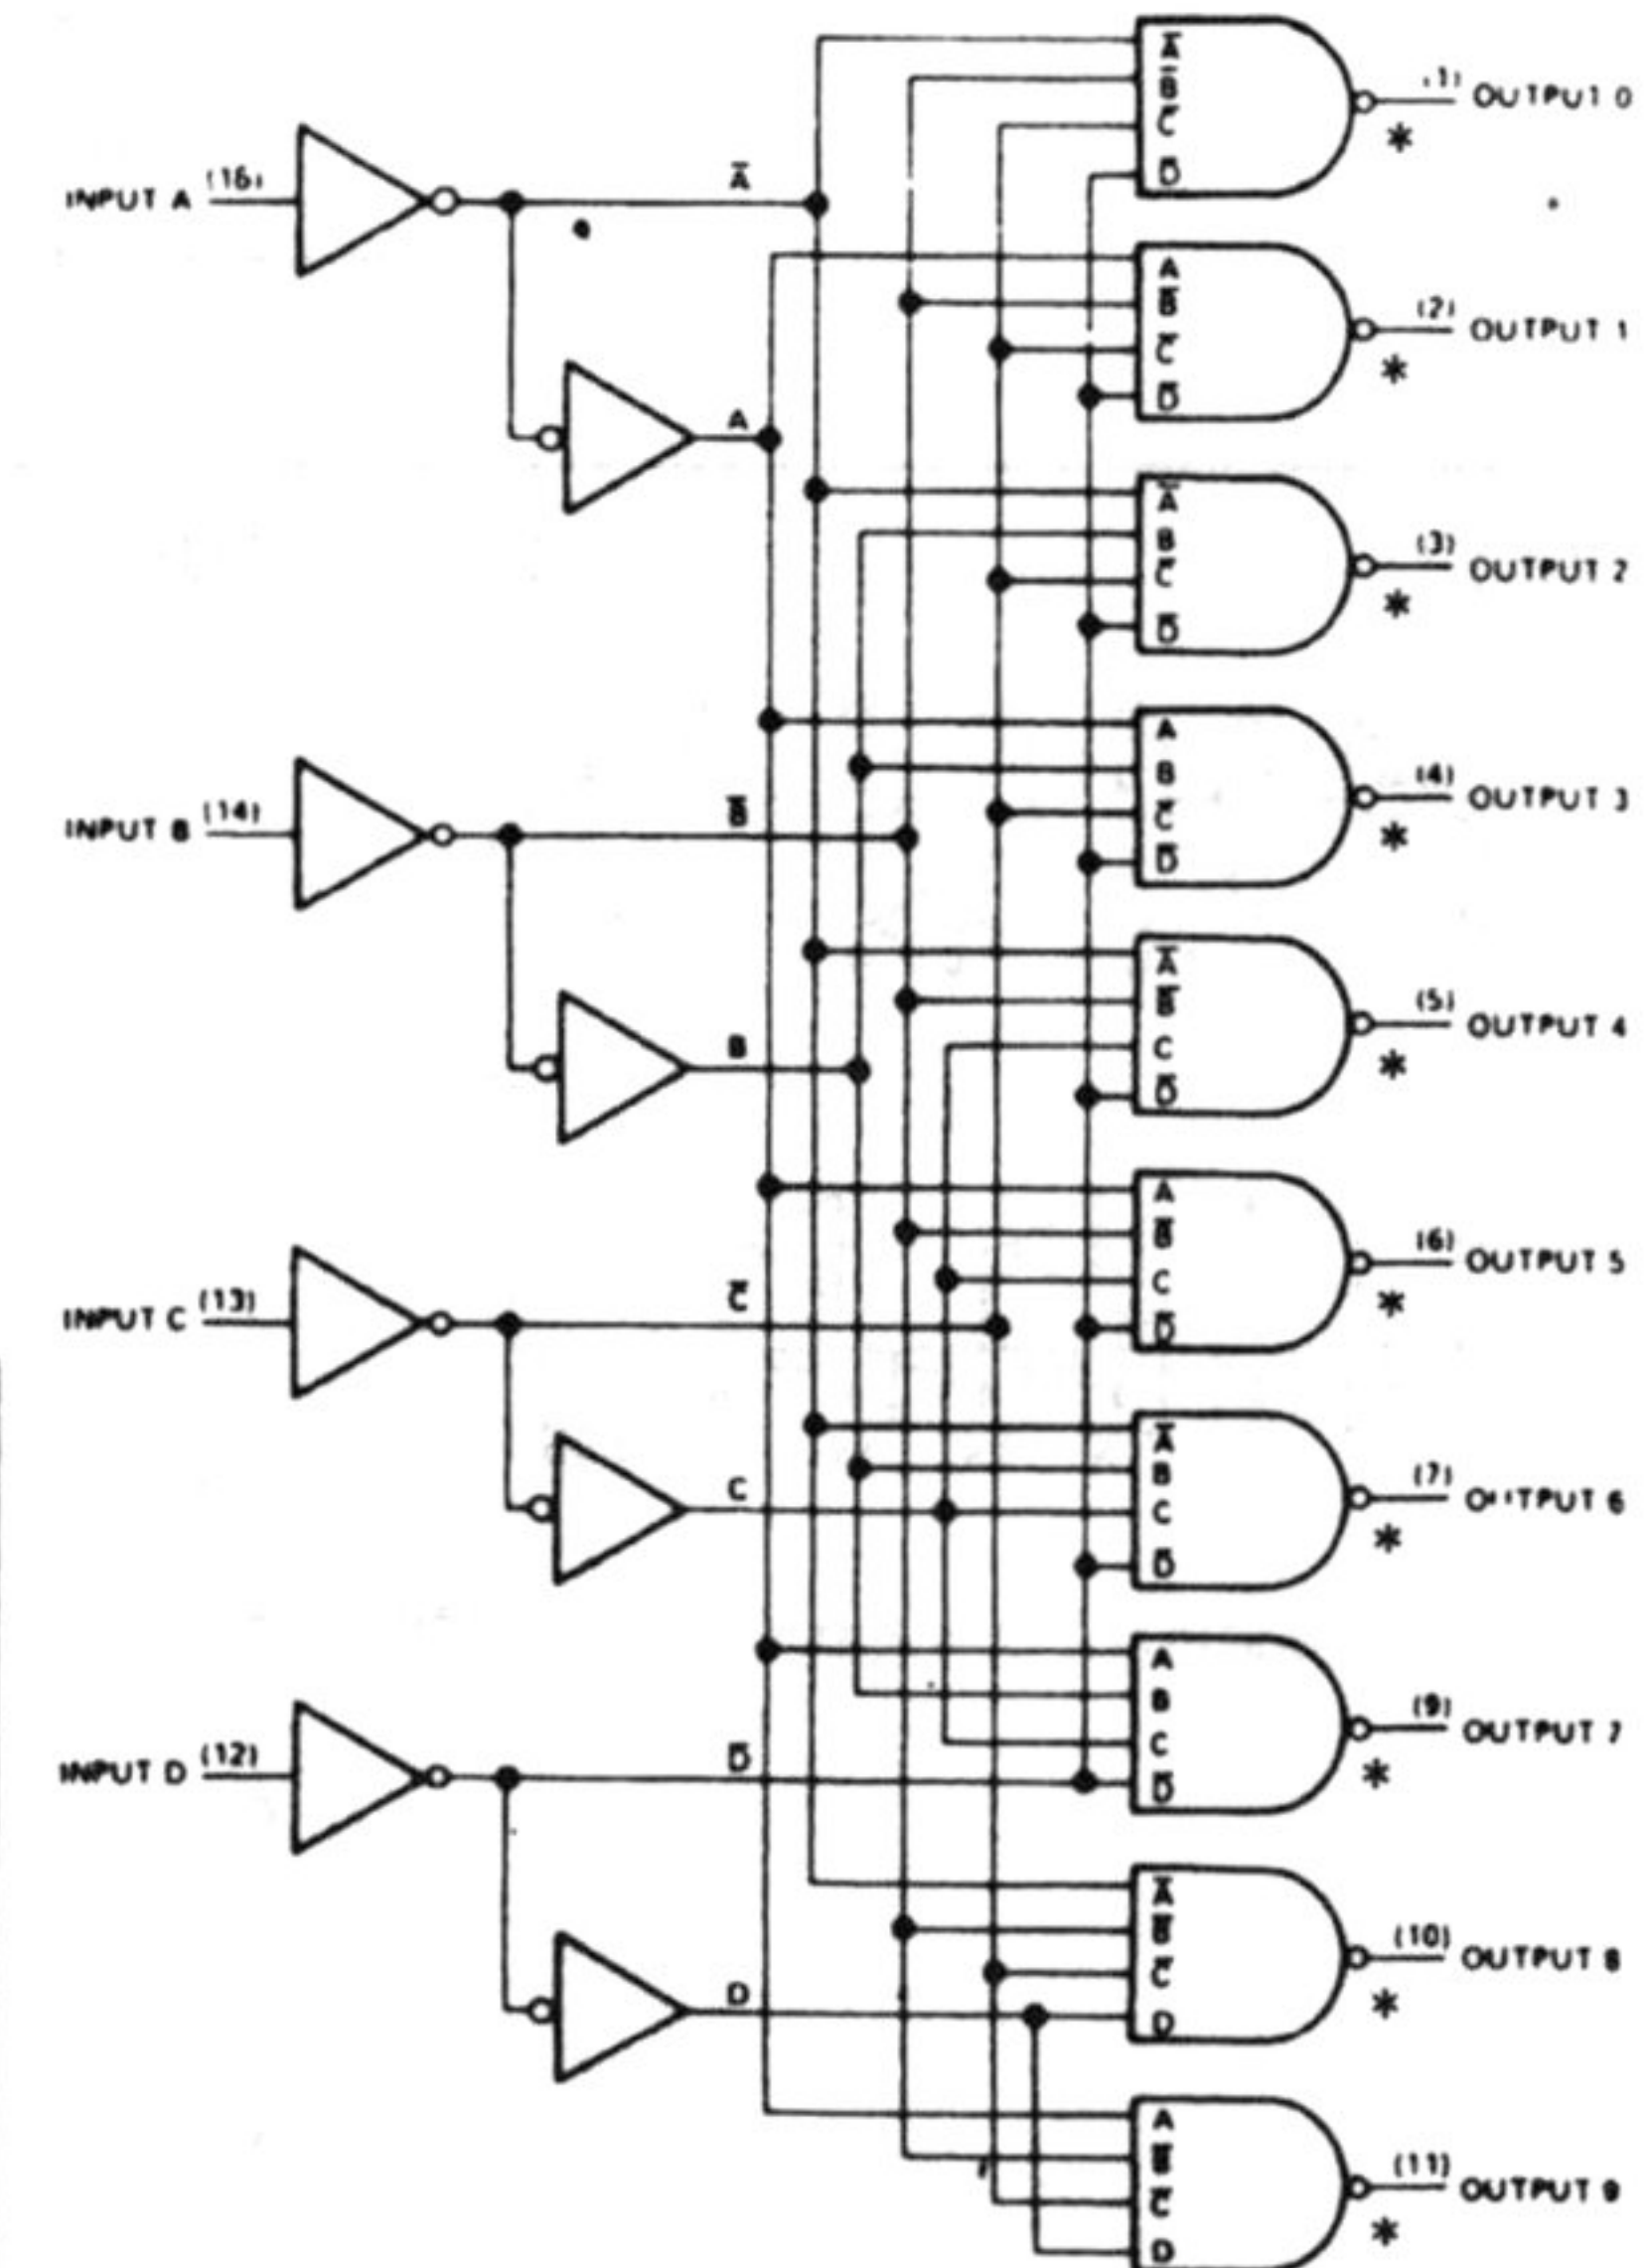 A̅
B̅
C̅
D̅
(1) OUTPUT 0
*
INPUT A (16)
A̅
A
B̅
C̅
D̅
(2) OUTPUT 1
*
A
A̅
B
C̅
D̅
(3) OUTPUT 2
*
A
B
C̅
D̅
(4) OUTPUT 3
*
INPUT B (14)
B̅
A̅
B̅
C
D̅
(5) OUTPUT 4
*
B
A
B̅
C
D̅
(6) OUTPUT 5
*
INPUT C (13)
C̅
A̅
B
C
D̅
(7) OUTPUT 6
*
C
A
B
C
D̅
(9) OUTPUT 7
*
INPUT D (12)
D̅
A̅
B̅
C̅
D
(10) OUTPUT 8
*
D
A
B̅
C̅
D
(11) OUTPUT 9
*